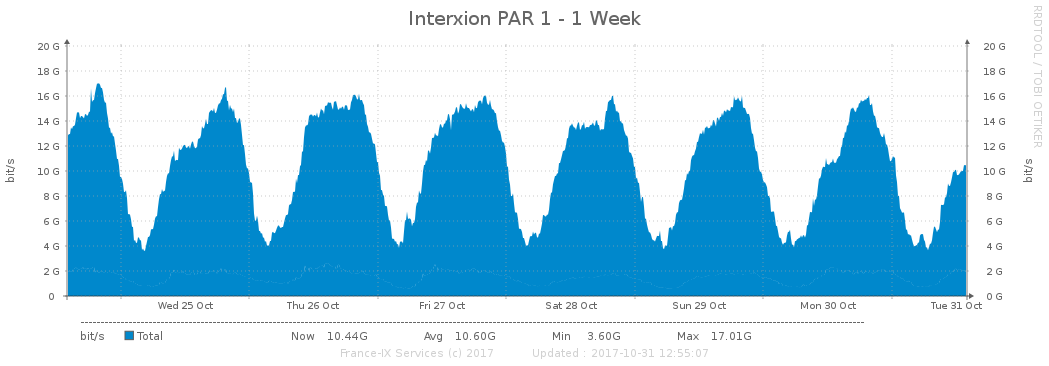 Interxion PAR 1 - 1 Week
RRDTOOL / TOBI OETIKER
bit/s
bit/s
20 G 20 G
18 G 18 G
16 G 16 G
14 G 14 G
12 G 12 G
10 G 10 G
8 G 8 G
6 G 6 G
4 G 4 G
2 G 2 G
0 0 G
Wed 25 Oct Thu 26 Oct Fri 27 Oct Sat 28 Oct Sun 29 Oct Mon 30 Oct Tue 31 Oct
bit/s Total Now 10.44G Avg 10.60G Min 3.60G Max 17.01G
France-IX Services (c) 2017 Updated : 2017-10-31 12:55:07